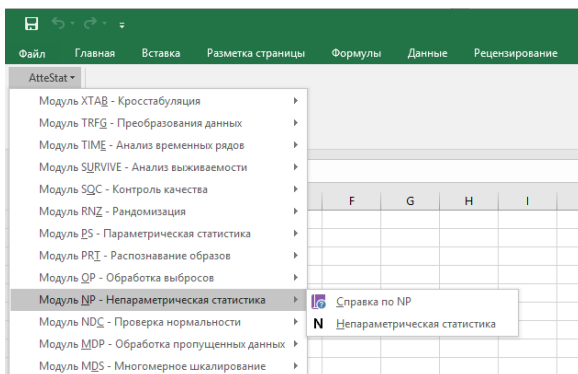 Файл Главная Вставка Разметка страницы Формулы Данные Рецензирование
AtteStat
Модуль XTAB - Кросстабуляция
Модуль TRFG - Преобразования данных
Модуль TIME - Анализ временных рядов
Модуль SURVIVE - Анализ выживаемости
Модуль SQC - Контроль качества
Модуль RNZ - Рандомизация
F G H I
Модуль PS - Параметрическая статистика
Модуль PRT - Распознавание образов
Модуль OP - Обработка выбросов
Модуль NP - Непараметрическая статистика
Справка по NP
Модуль NDC - Проверка нормальности
N Непараметрическая статистика
Модуль MDP - Обработка пропущенных данных
Модуль MDS - Многомерное шкалирование